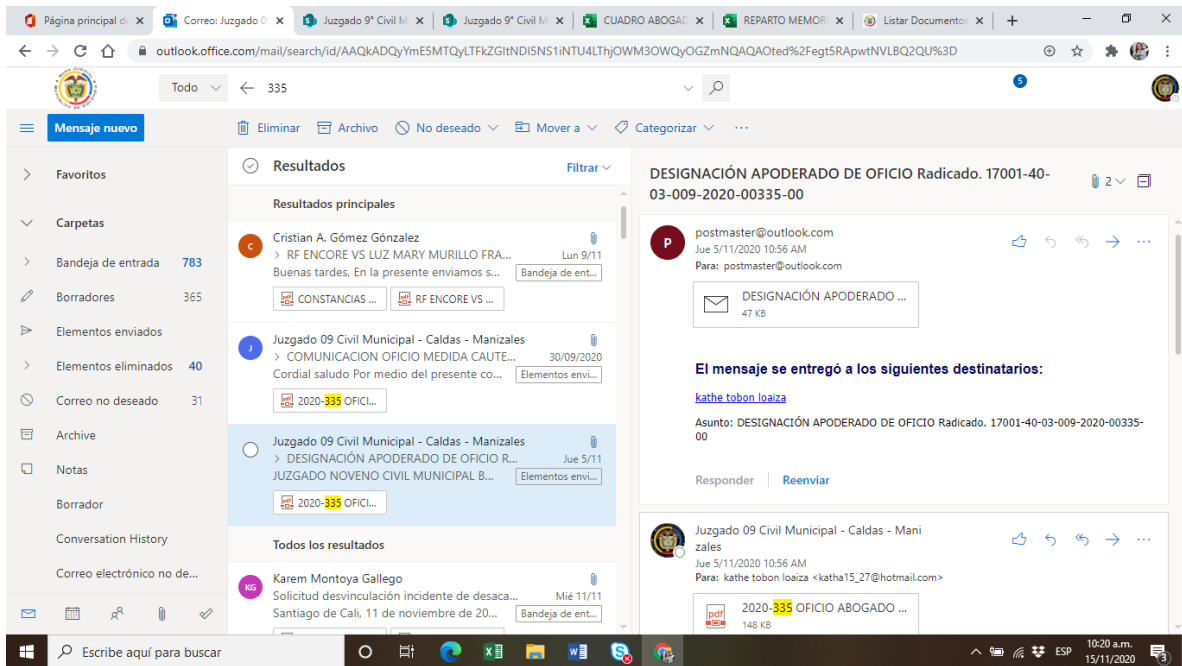 Página principal de
Correo: Juzgado 0
Juzgado 9° Civil M
Juzgado 9° Civil M
CUADRO ABOGAD
REPARTO MEMOR
Listar Documentos
outlook.office.com/mail/search/id/AAQkADQyYmE5MTQyLTFkZGItNDI5NS1iNTU4LThjOWM3OWQyOGZmNQAQAOted%2Fegt5RApwtNVLBQ2QU%3D
Todo
335
5
Mensaje nuevo
Eliminar
Archivo
No deseado
Mover a
Categorizar
Favoritos
Carpetas
Bandeja de entrada 783
Borradores 365
Elementos enviados
Elementos eliminados 40
Correo no deseado 31
Archive
Notas
Borrador
Conversation History
Correo electrónico no de...
Resultados
Filtrar
Resultados principales
C
Cristian A. Gómez Gónzalez
> RF ENCORE VS LUZ MARY MURILLO FRA... Lun 9/11
Buenas tardes, En la presente enviamos s... Bandeja de ent...
CONSTANCIAS ... RF ENCORE VS ...
J
Juzgado 09 Civil Municipal - Caldas - Manizales
> COMUNICACION OFICIO MEDIDA CAUTE... 30/09/2020
Cordial saludo Por medio del presente co... Elementos envi...
2020-335 OFICI...
Juzgado 09 Civil Municipal - Caldas - Manizales
> DESIGNACIÓN APODERADO DE OFICIO R... Jue 5/11
JUZGADO NOVENO CIVIL MUNICIPAL B... Elementos envi...
2020-335 OFICI...
Todos los resultados
KG
Karem Montoya Gallego
Solicitud desvinculación incidente de desaca... Mié 11/11
Santiago de Cali, 11 de noviembre de 20... Bandeja de ent...
DESIGNACIÓN APODERADO DE OFICIO Radicado. 17001-40-
03-009-2020-00335-00
2
P
postmaster@outlook.com
Jue 5/11/2020 10:56 AM
Para: postmaster@outlook.com
DESIGNACIÓN APODERADO ...
47 KB
El mensaje se entregó a los siguientes destinatarios:
kathe tobon loaiza
Asunto: DESIGNACIÓN APODERADO DE OFICIO Radicado. 17001-40-03-009-2020-00335-
00
Responder
Reenviar
Juzgado 09 Civil Municipal - Caldas - Mani
zales
Jue 5/11/2020 10:56 AM
Para: kathe tobon loaiza <katha15_27@hotmail.com>
pdf
2020-335 OFICIO ABOGADO ...
148 KB
Escribe aquí para buscar
ESP
10:20 a.m.
15/11/2020
3